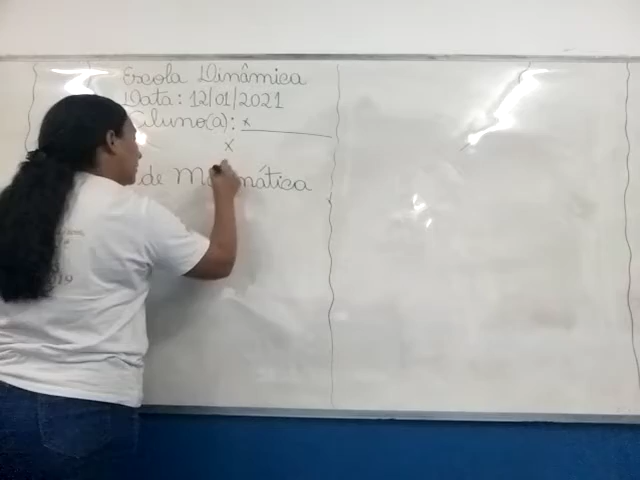 Escola Dinâmica
Data: 12/01/2021
Aluno(a): x
x
de Matemática